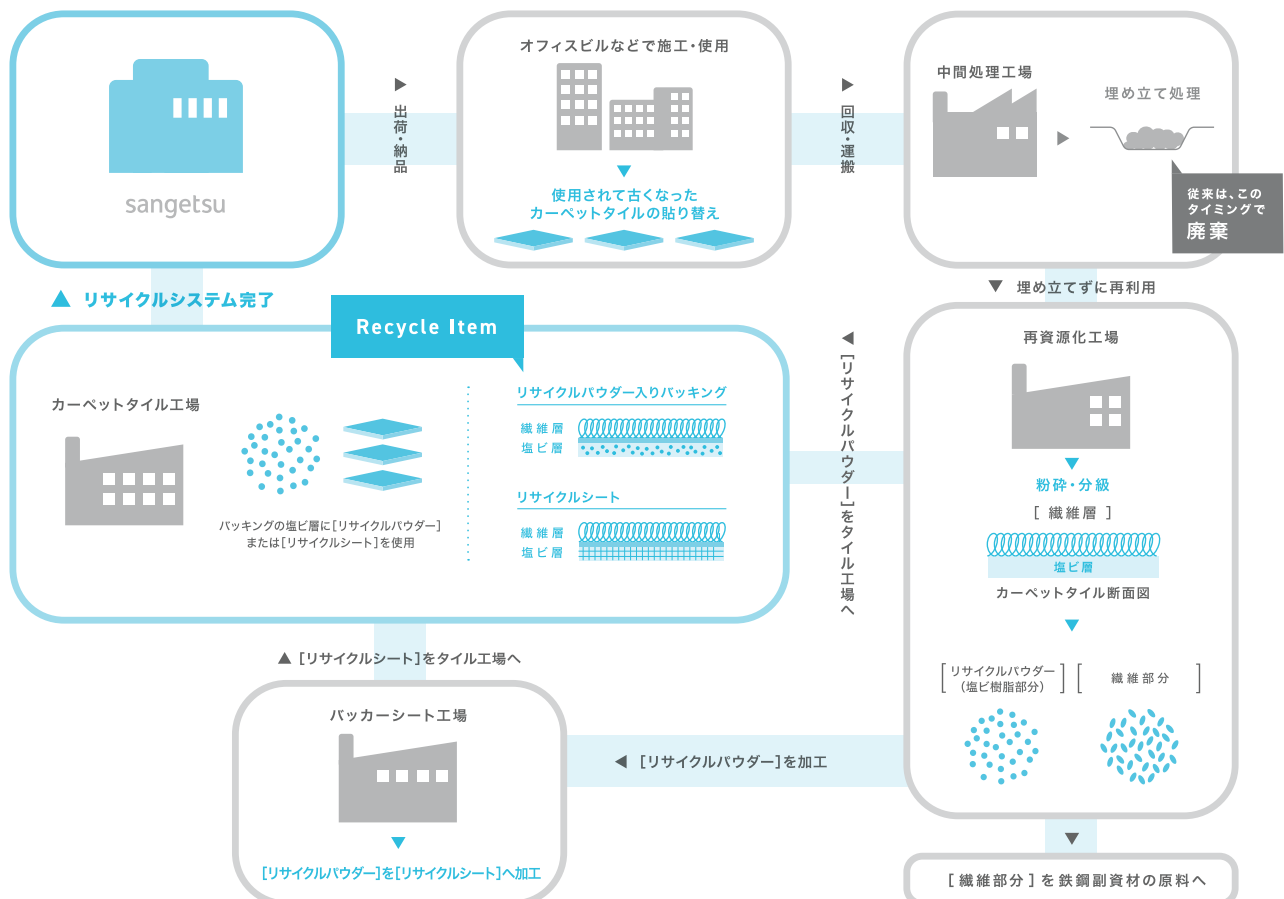 sangetsu
▶ 出荷・納品
オフィスビルなどで施工・使用
使用されて古くなった
カーペットタイルの貼り替え
▶ 回収・運搬
中間処理工場
埋め立て処理
従来は、この
タイミングで
廃棄
▼ 埋め立てずに再利用
再資源化工場
粉砕・分級
[ 繊維層 ]
塩ビ層
カーペットタイル断面図
リサイクルパウダー
(塩ビ樹脂部分)
繊維部分
▼
[ 繊維部分 ] を鉄鋼副資材の原料へ
◀ [リサイクルパウダー]を加工
◀ [リサイクルパウダー]をタイル工場へ
バッカーシート工場
[リサイクルパウダー]を[リサイクルシート]へ加工
▲ [リサイクルシート]をタイル工場へ
Recycle Item
カーペットタイル工場
バッキングの塩ビ層に[リサイクルパウダー]
または[リサイクルシート]を使用
リサイクルパウダー入りバッキング
繊維層
塩ビ層
リサイクルシート
繊維層
塩ビ層
▲ リサイクルシステム完了